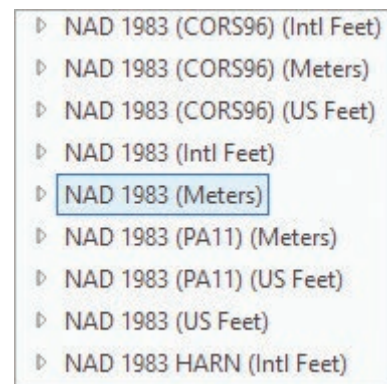 NAD 1983 (CORS96) (Intl Feet)
NAD 1983 (CORS96) (Meters)
NAD 1983 (CORS96) (US Feet)
NAD 1983 (Intl Feet)
NAD 1983 (Meters)
NAD 1983 (PA11) (Meters)
NAD 1983 (PA11) (US Feet)
NAD 1983 (US Feet)
NAD 1983 HARN (Intl Feet)